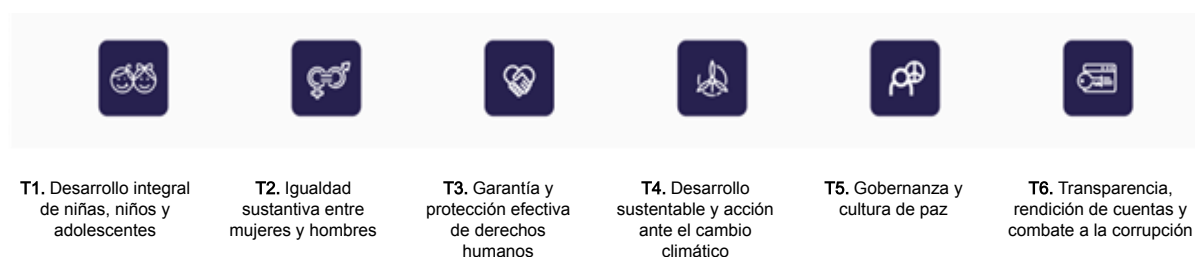 T1. Desarrollo integral
de niñas, niños y
adolescentes
T2. Igualdad
sustantiva entre
mujeres y hombres
T3. Garantía y
protección efectiva
de derechos
humanos
T4. Desarrollo
sustentable y acción
ante el cambio
climático
T5. Gobernanza y
cultura de paz
T6. Transparencia,
rendición de cuentas y
combate a la corrupción